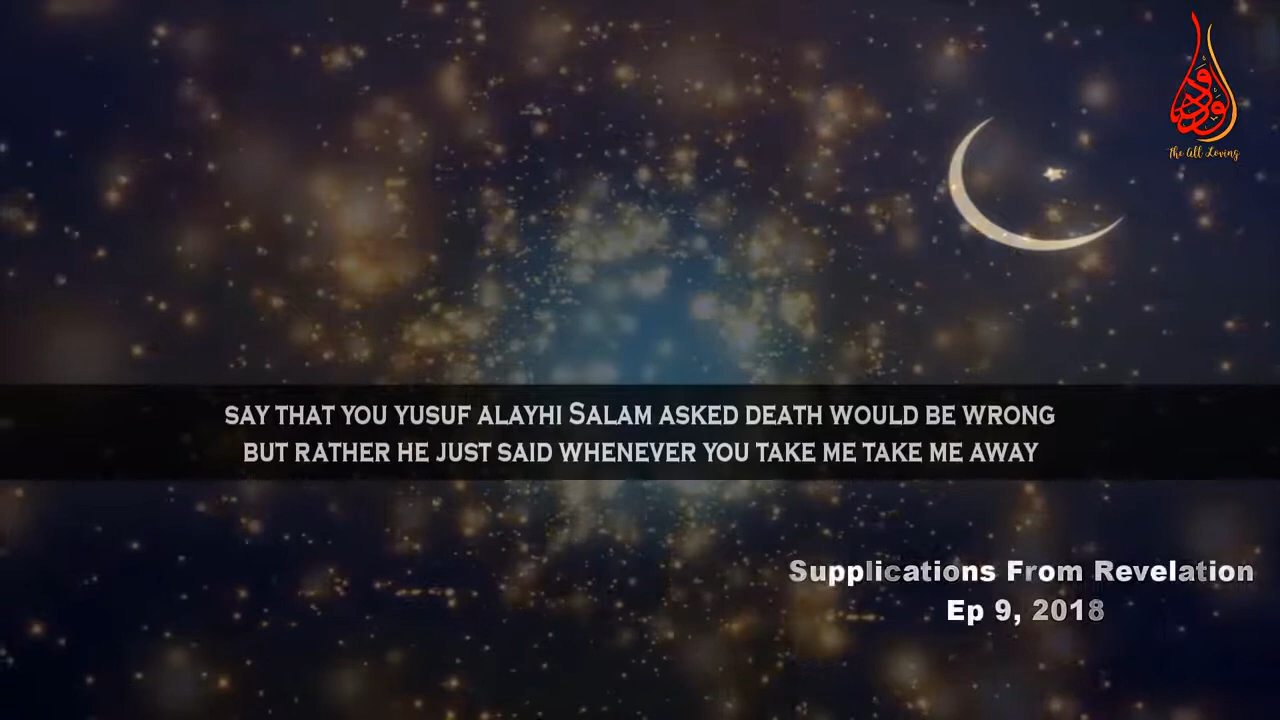 The All Loving
SAY THAT YOU YUSUF ALAYHI SALAM ASKED DEATH WOULD BE WRONG
BUT RATHER HE JUST SAID WHENEVER YOU TAKE ME TAKE ME AWAY
Supplications From Revelation
Ep 9, 2018